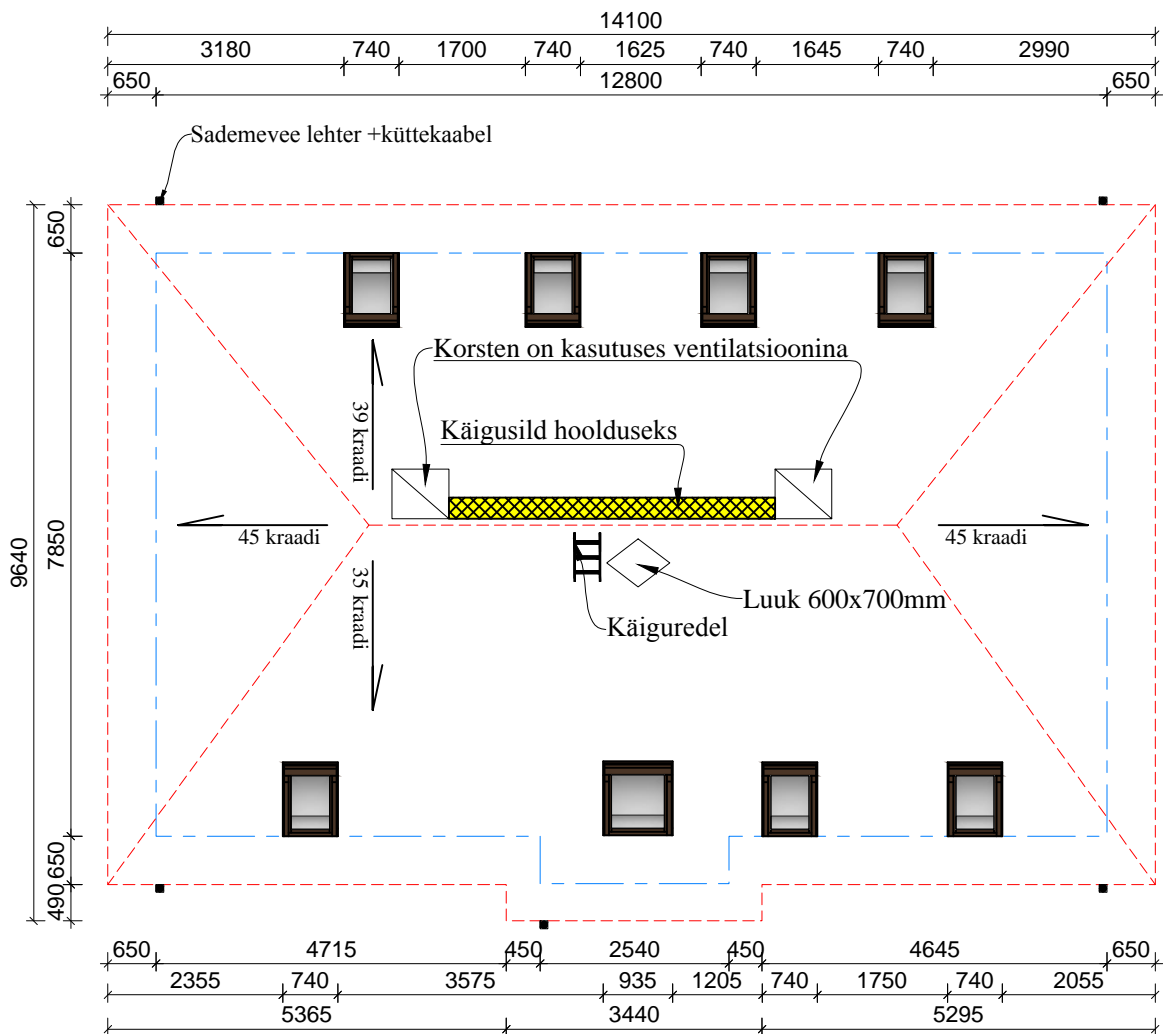 14100
3180 740 1700 740 1625 740 1645 740 2990
650 12800 650
Sademevee lehter +küttekaabel
650
Korsten on kasutuses ventilatsioonina
39 kraadi
Käigusild hoolduseks
45 kraadi
45 kraadi
7850
9640
35 kraadi
Luuk 600x700mm
Käiguredel
650
490
650 4715 450 2540 450 4645 650
2355 740 3575 935 1205 740 1750 740 2055
5365 3440 5295